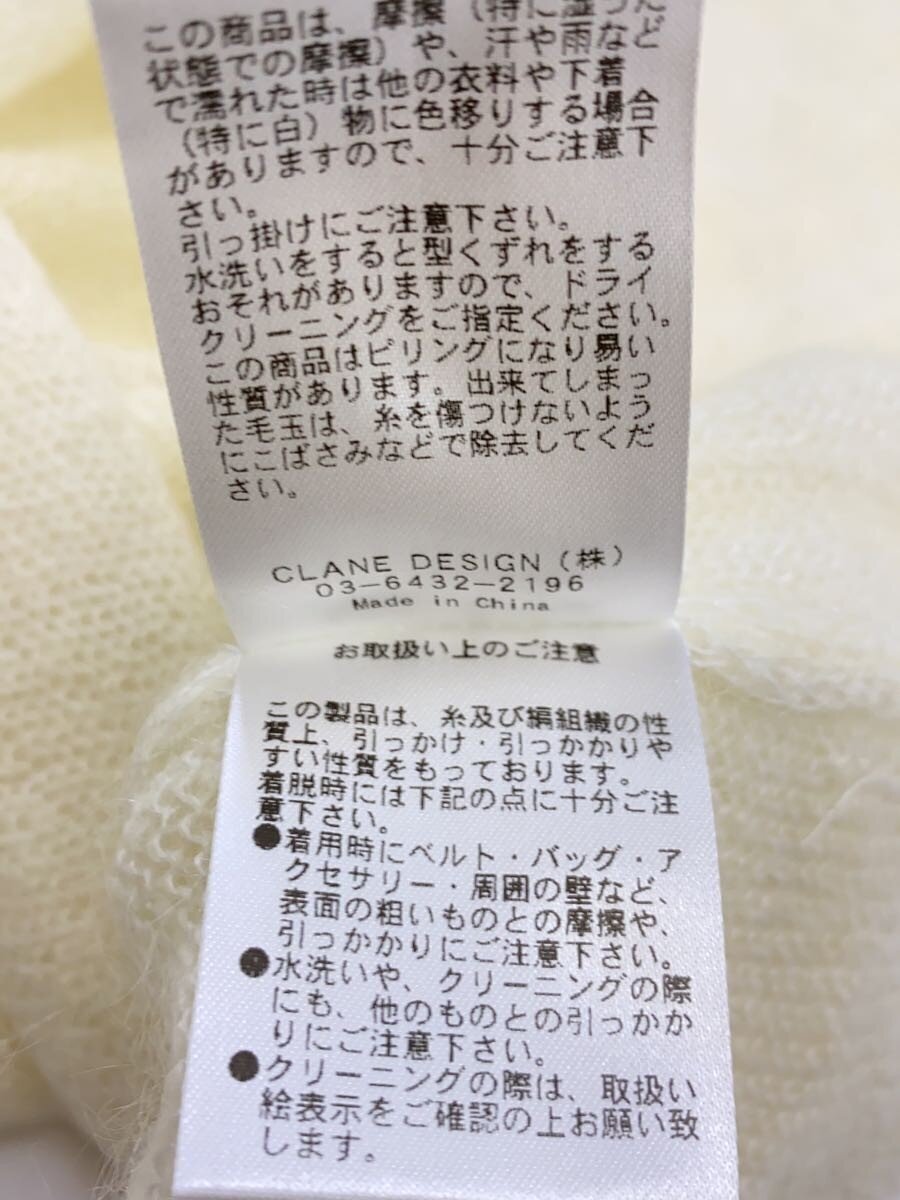 この商品は、摩擦（特に湿った
状態での摩擦）や、汗や雨など
で濡れた時は他の衣料や下着
（特に白）物に色移りする場合
がありますので、十分ご注意下
さい。
引っ掛けにご注意下さい。
水洗いをすると型くずれをする
おそれがありますので、ドライ
クリーニングをご指定ください。
この商品はピリングになり易い
性質があります。出来てしまっ
た毛玉は、糸を傷つけないよう
にこばさみなどで除去してくだ
さい。
CLANE DESIGN（株）
03-6432-2196
Made in China
お取扱い上のご注意
この製品は、糸及び編組織の性
質上、引っかけ・引っかかりや
すい性質をもっております。
着脱時には下記の点に十分ご注
意下さい。
●着用時にベルト・バッグ・ア
クセサリー・周囲の壁など、
表面の粗いものとの摩擦や、
引っかかりにご注意下さい。
●水洗いや、クリーニングの際
にも、他のものとの引っかか
りにご注意下さい。
●クリーニングの際は、取扱い
絵表示をご確認の上お願い致
します。